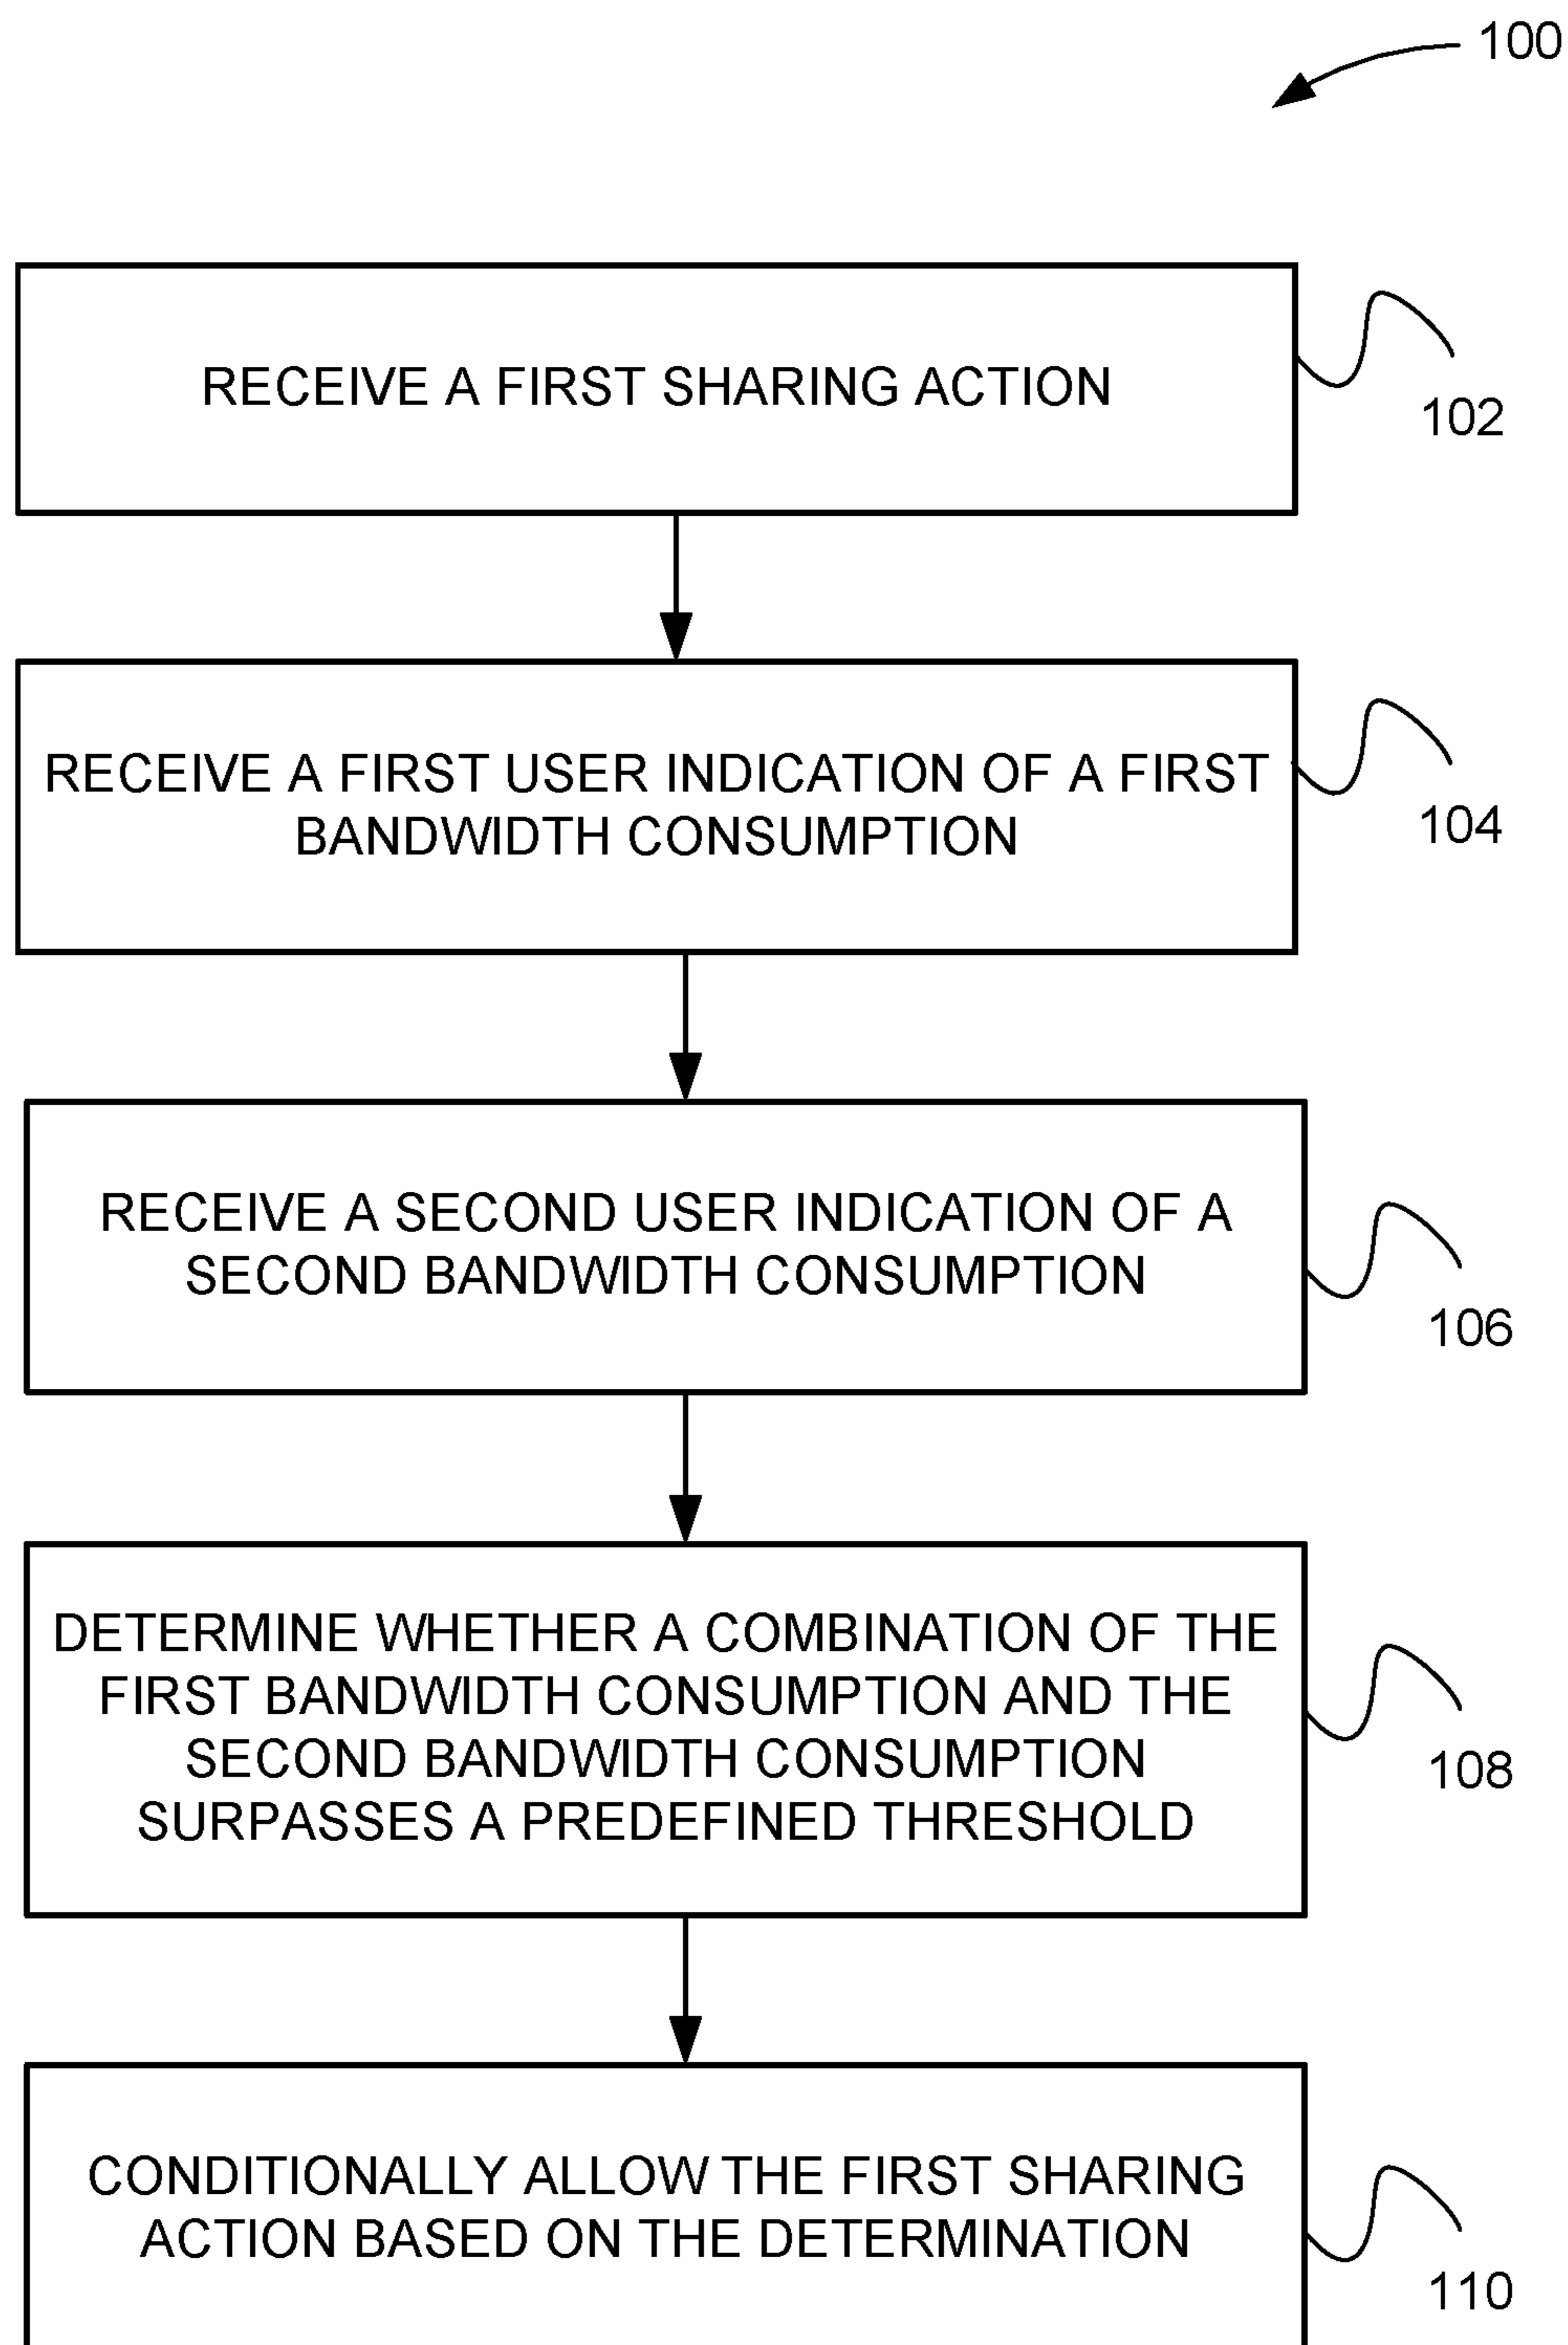 100
RECEIVE A FIRST SHARING ACTION
102
RECEIVE A FIRST USER INDICATION OF A FIRST
BANDWIDTH CONSUMPTION
104
RECEIVE A SECOND USER INDICATION OF A
SECOND BANDWIDTH CONSUMPTION
106
DETERMINE WHETHER A COMBINATION OF THE
FIRST BANDWIDTH CONSUMPTION AND THE
SECOND BANDWIDTH CONSUMPTION
SURPASSES A PREDEFINED THRESHOLD
108
CONDITIONALLY ALLOW THE FIRST SHARING
ACTION BASED ON THE DETERMINATION
110